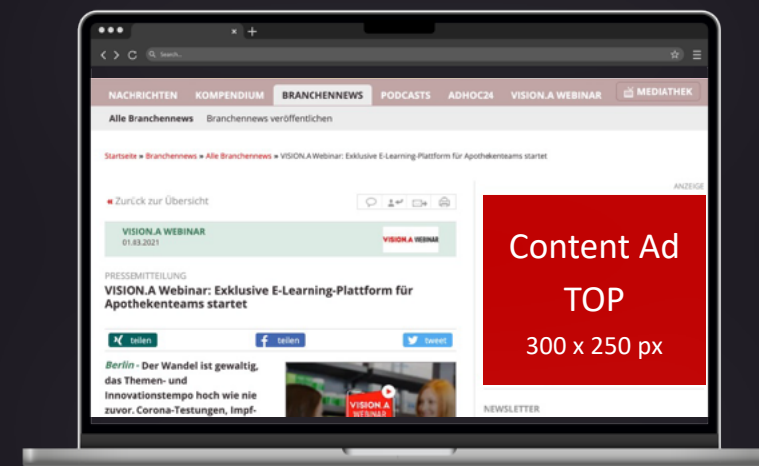 Search...
NACHRICHTEN KOMPENDIUM BRANCHENNEWS PODCASTS ADHOC24 VISION.A WEBINAR MEDIATHEK
Alle Branchennews Branchennews veröffentlichen
Startseite » Branchennews » Alle Branchennews » VISION.A Webinar: Exklusive E-Learning-Plattform für Apothekenteams startet
ANZEIGE
« Zurück zur Übersicht
VISION.A WEBINAR
01.03.2021
VISION.A WEBINAR
PRESSEMITTEILUNG
VISION.A Webinar: Exklusive E-Learning-Plattform für
Apothekenteams startet
teilen teilen tweet
Berlin - Der Wandel ist gewaltig,
das Themen- und
Innovationstempo hoch wie nie
zuvor. Corona-Testungen, Impf-
VISION.A
WEBINAR
Content Ad
TOP
300 x 250 px
NEWSLETTER